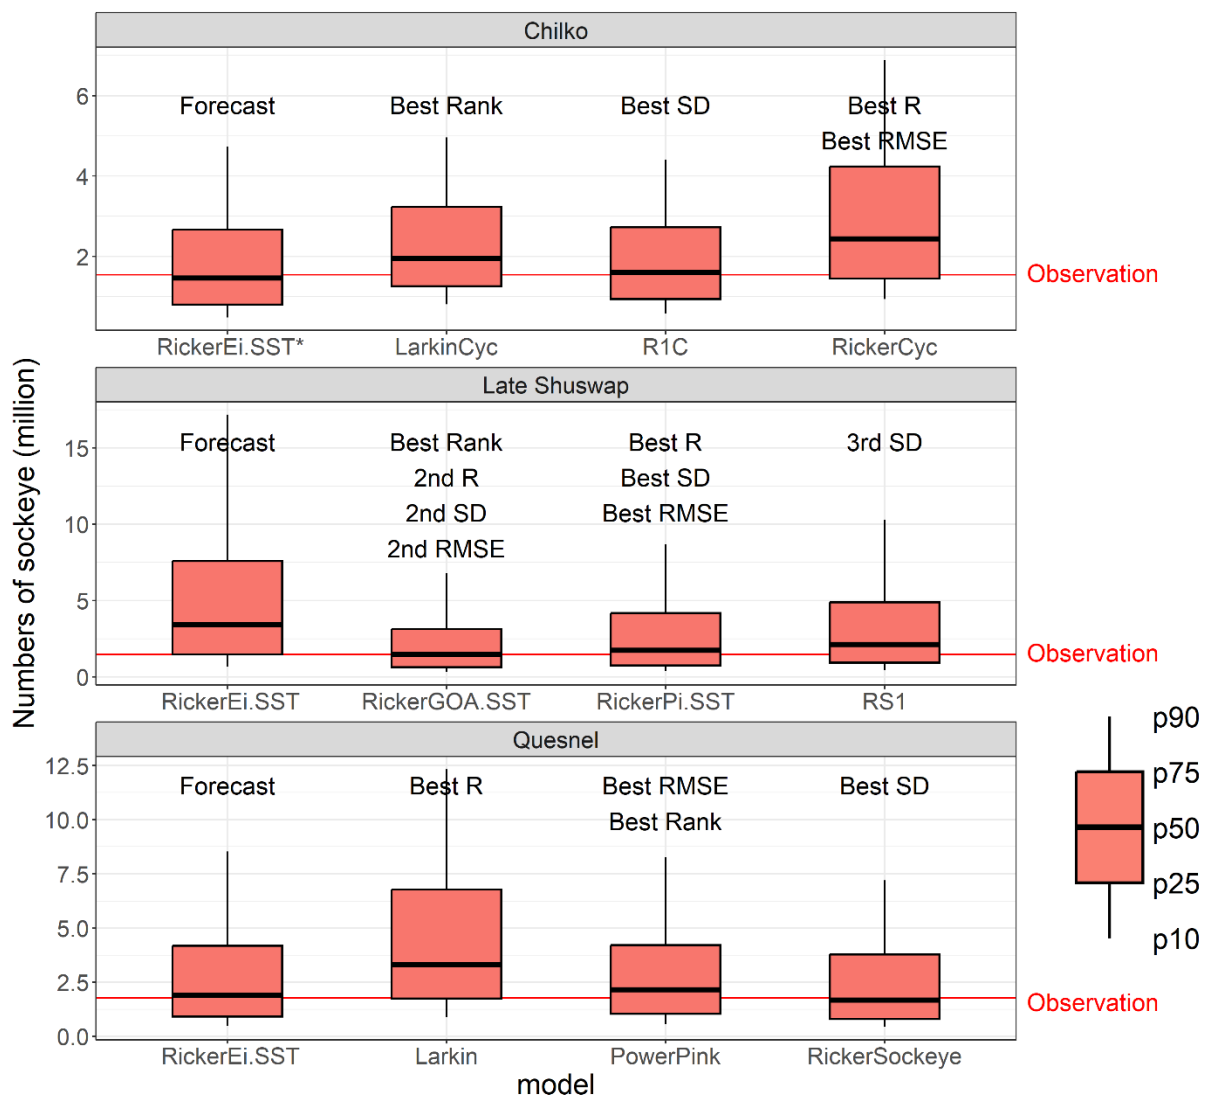 Chilko
Forecast
Best Rank
Best SD
Best R
Best RMSE
6
4
2
Observation
RickerEi.SST*
LarkinCyc
R1C
RickerCyc
Numbers of sockeye (million)
Late Shuswap
Forecast
Best Rank
2nd R
2nd SD
2nd RMSE
Best R
Best SD
Best RMSE
3rd SD
15
10
5
0
Observation
RickerEi.SST
RickerGOA.SST
RickerPi.SST
RS1
Quesnel
Forecast
Best R
Best RMSE
Best Rank
Best SD
12.5
10.0
7.5
5.0
2.5
0.0
Observation
RickerEi.SST
Larkin
PowerPink
RickerSockeye
model
p90
p75
p50
p25
p10